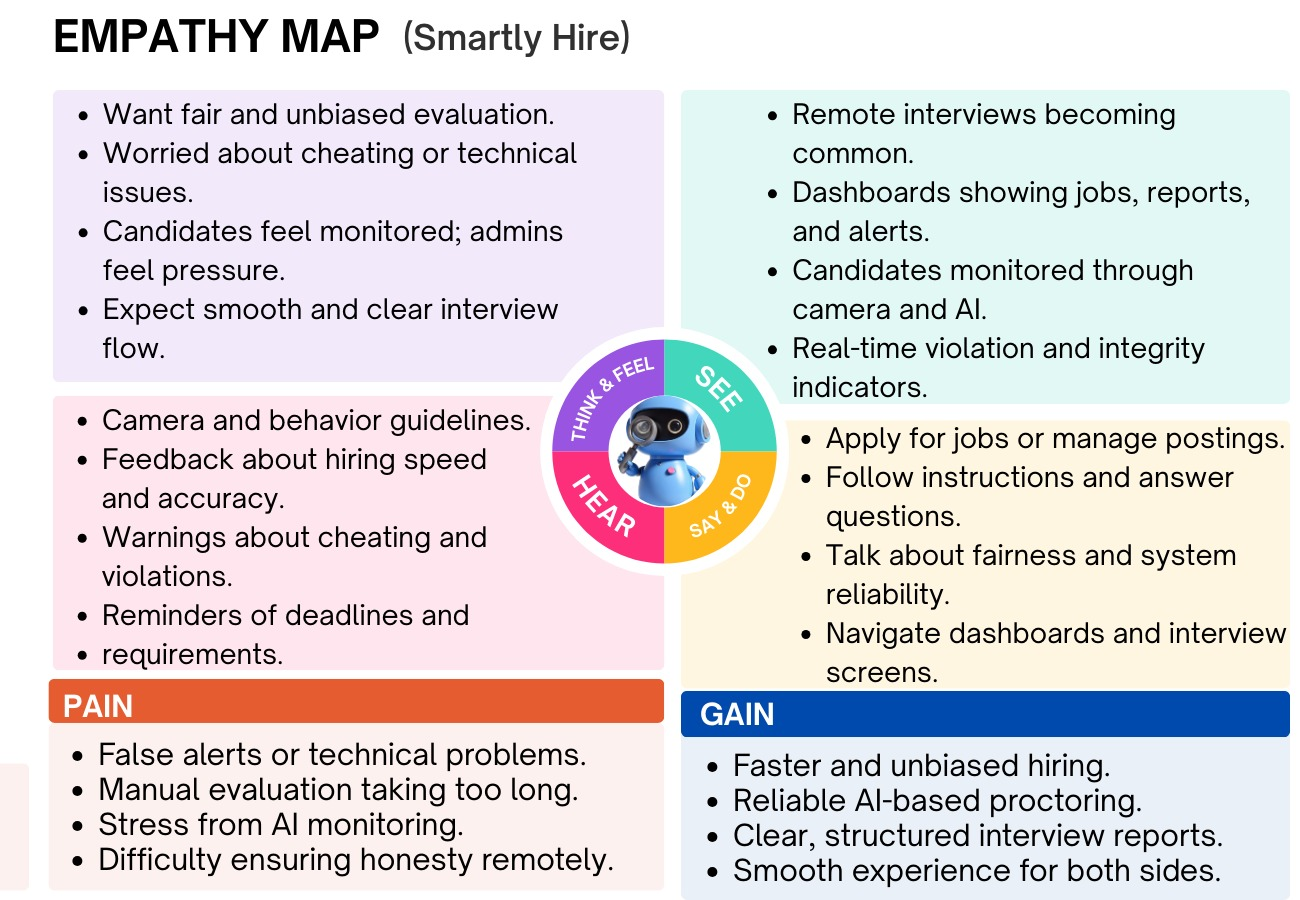 EMPATHY MAP (Smartly Hire)
• Want fair and unbiased evaluation.
• Worried about cheating or technical
issues.
• Candidates feel monitored; admins
feel pressure.
• Expect smooth and clear interview
flow.
• Remote interviews becoming
common.
• Dashboards showing jobs, reports,
and alerts.
• Candidates monitored through
camera and AI.
• Real-time violation and integrity
indicators.
THINK & FEEL
SEE
HEAR
SAY & DO
• Camera and behavior guidelines.
• Feedback about hiring speed
and accuracy.
• Warnings about cheating and
violations.
• Reminders of deadlines and
• requirements.
• Apply for jobs or manage postings.
• Follow instructions and answer
questions.
• Talk about fairness and system
reliability.
• Navigate dashboards and interview
screens.
PAIN
• False alerts or technical problems.
• Manual evaluation taking too long.
• Stress from AI monitoring.
• Difficulty ensuring honesty remotely.
GAIN
• Faster and unbiased hiring.
• Reliable AI-based proctoring.
• Clear, structured interview reports.
• Smooth experience for both sides.